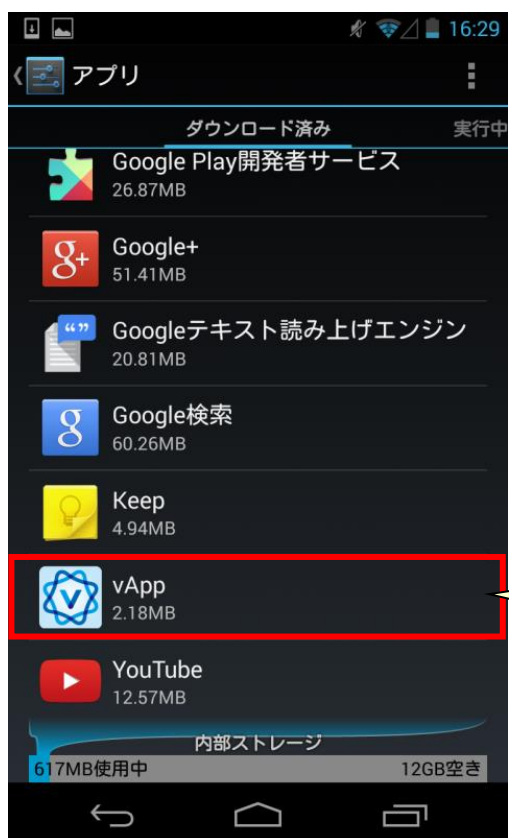 16:29
アプリ
ダウンロード済み 実行中
Google Play開発者サービス
26.87MB
g+
Google+
51.41MB
“ ”
Googleテキスト読み上げエンジン
20.81MB
g
Google検索
60.26MB
Keep
4.94MB
V
vApp
2.18MB
YouTube
12.57MB
内部ストレージ
617MB使用中 12GB空き